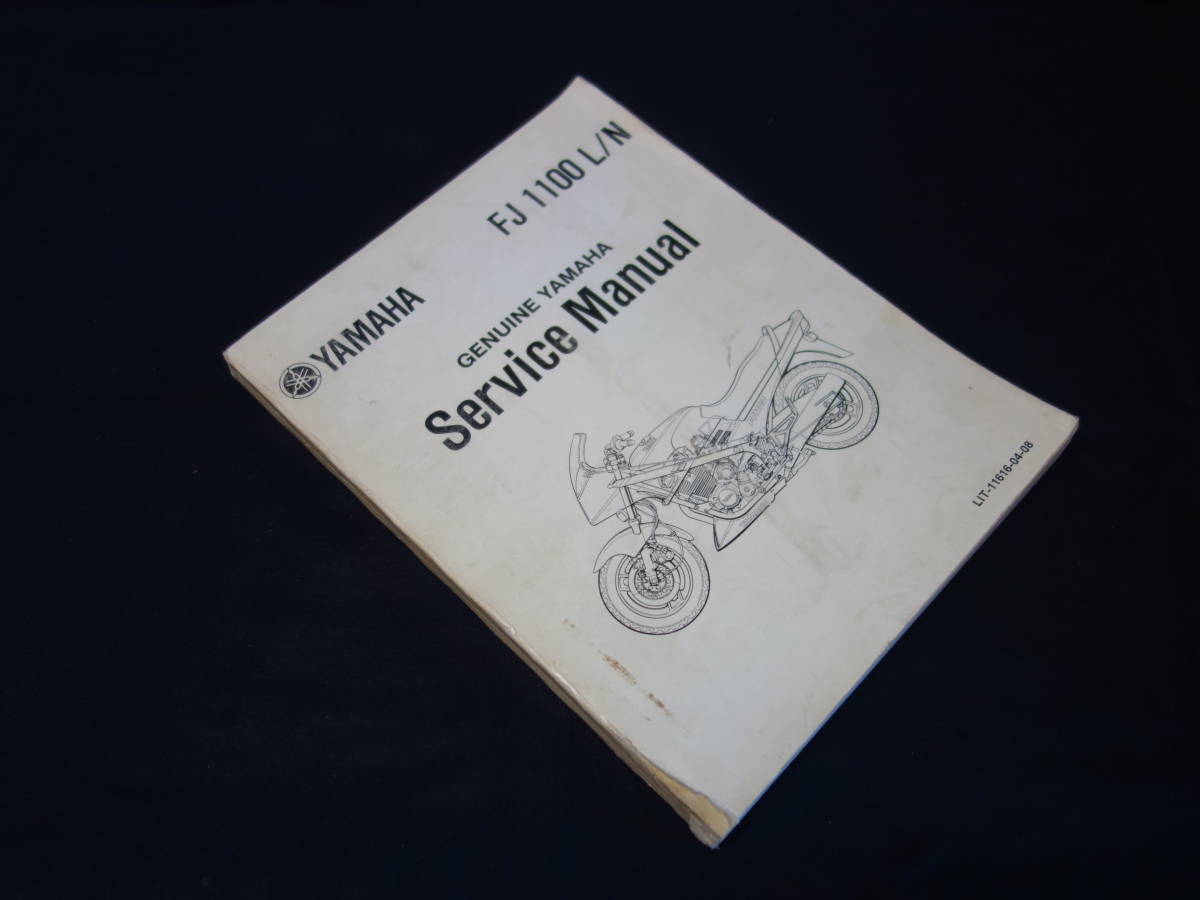 YAMAHA
FJ 1100 L/N
GENUINE YAMAHA
Service Manual
LIT-11616-04-08